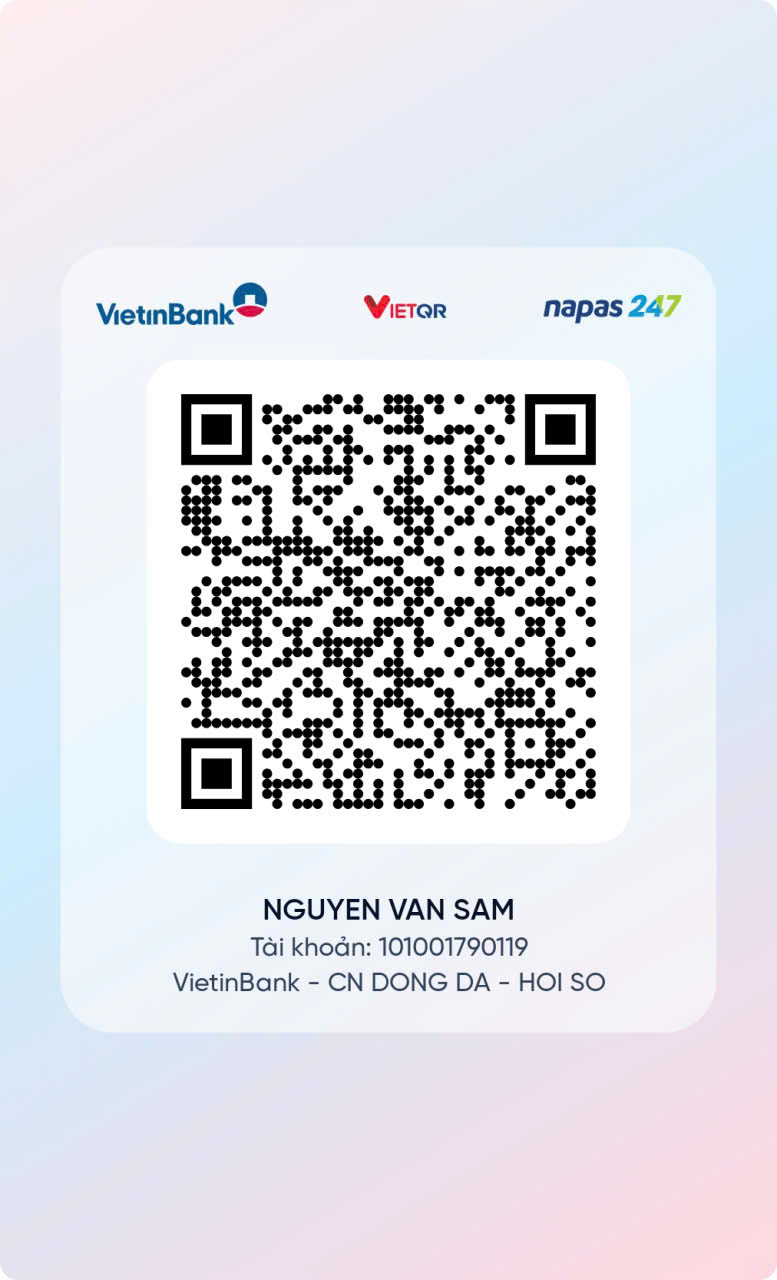 VietinBank
VIETQR
napas 247
NGUYEN VAN SAM
Tài khoản: 101001790119
VietinBank - CN DONG DA - HOI SO